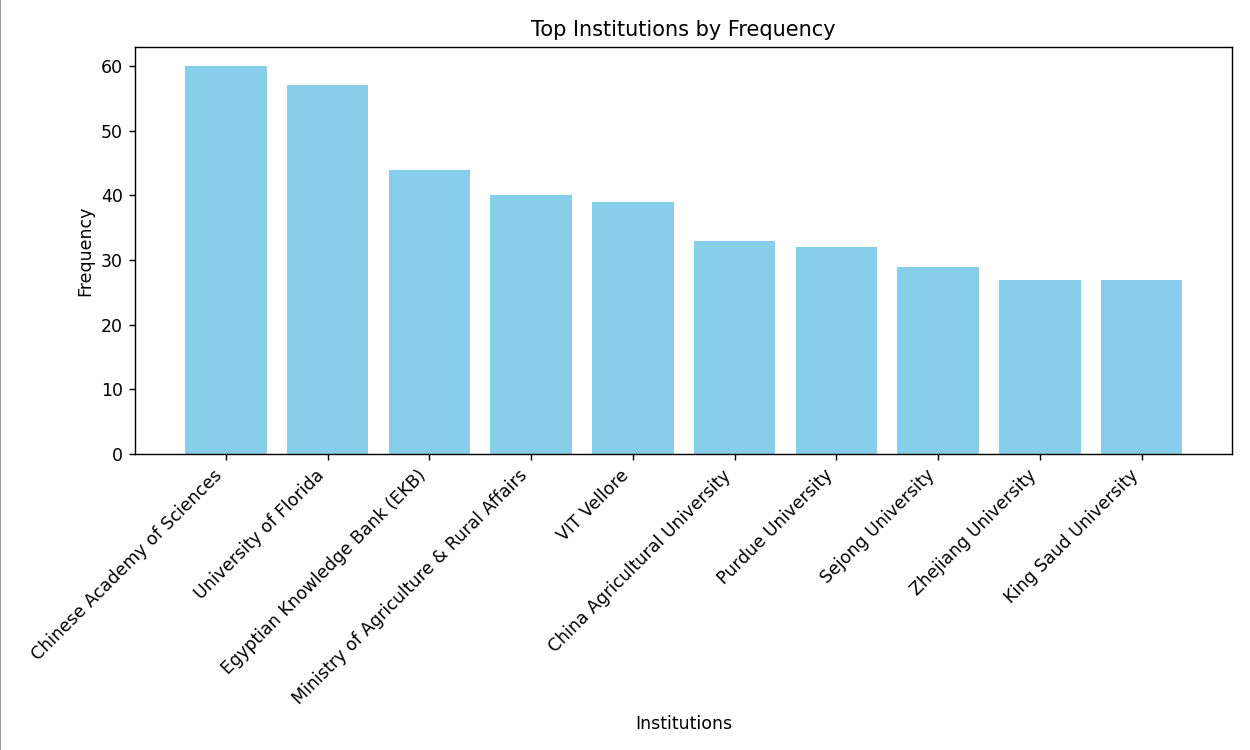 Top Institutions by Frequency
Frequency
60
50
40
30
20
10
0
Chinese Academy of Sciences
University of Florida
Egyptian Knowledge Bank (EKB)
Ministry of Agriculture & Rural Affairs
VIT Vellore
China Agricultural University
Purdue University
Sejong University
Zhejiang University
King Saud University
Institutions